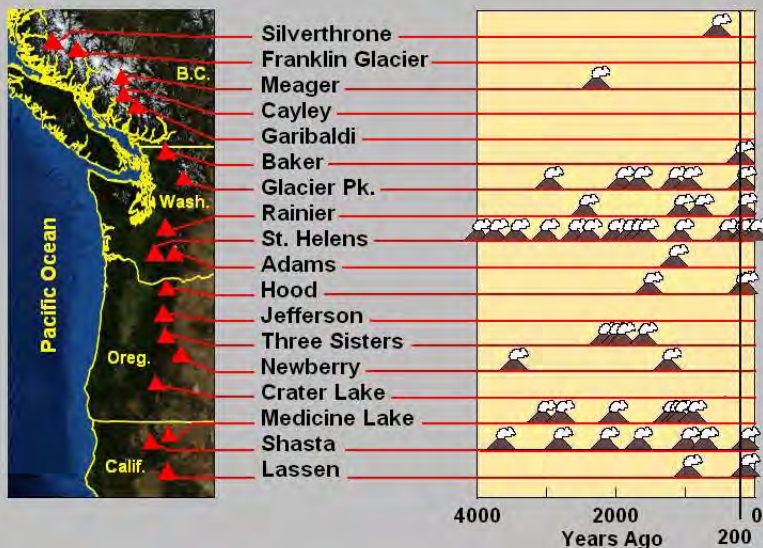 Silverthrone
Franklin Glacier
B.C.
Meager
Cayley
Garibaldi
Baker
Glacier Pk.
Wash.
Rainier
St. Helens
Adams
Hood
Jefferson
Three Sisters
Oreg.
Newberry
Crater Lake
Medicine Lake
Shasta
Calif.
Lassen
Pacific Ocean
4000 2000 0
Years Ago 200